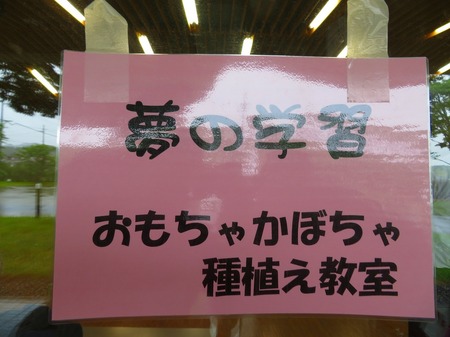 夢の学習
おもちゃかぼちゃ
種植え教室